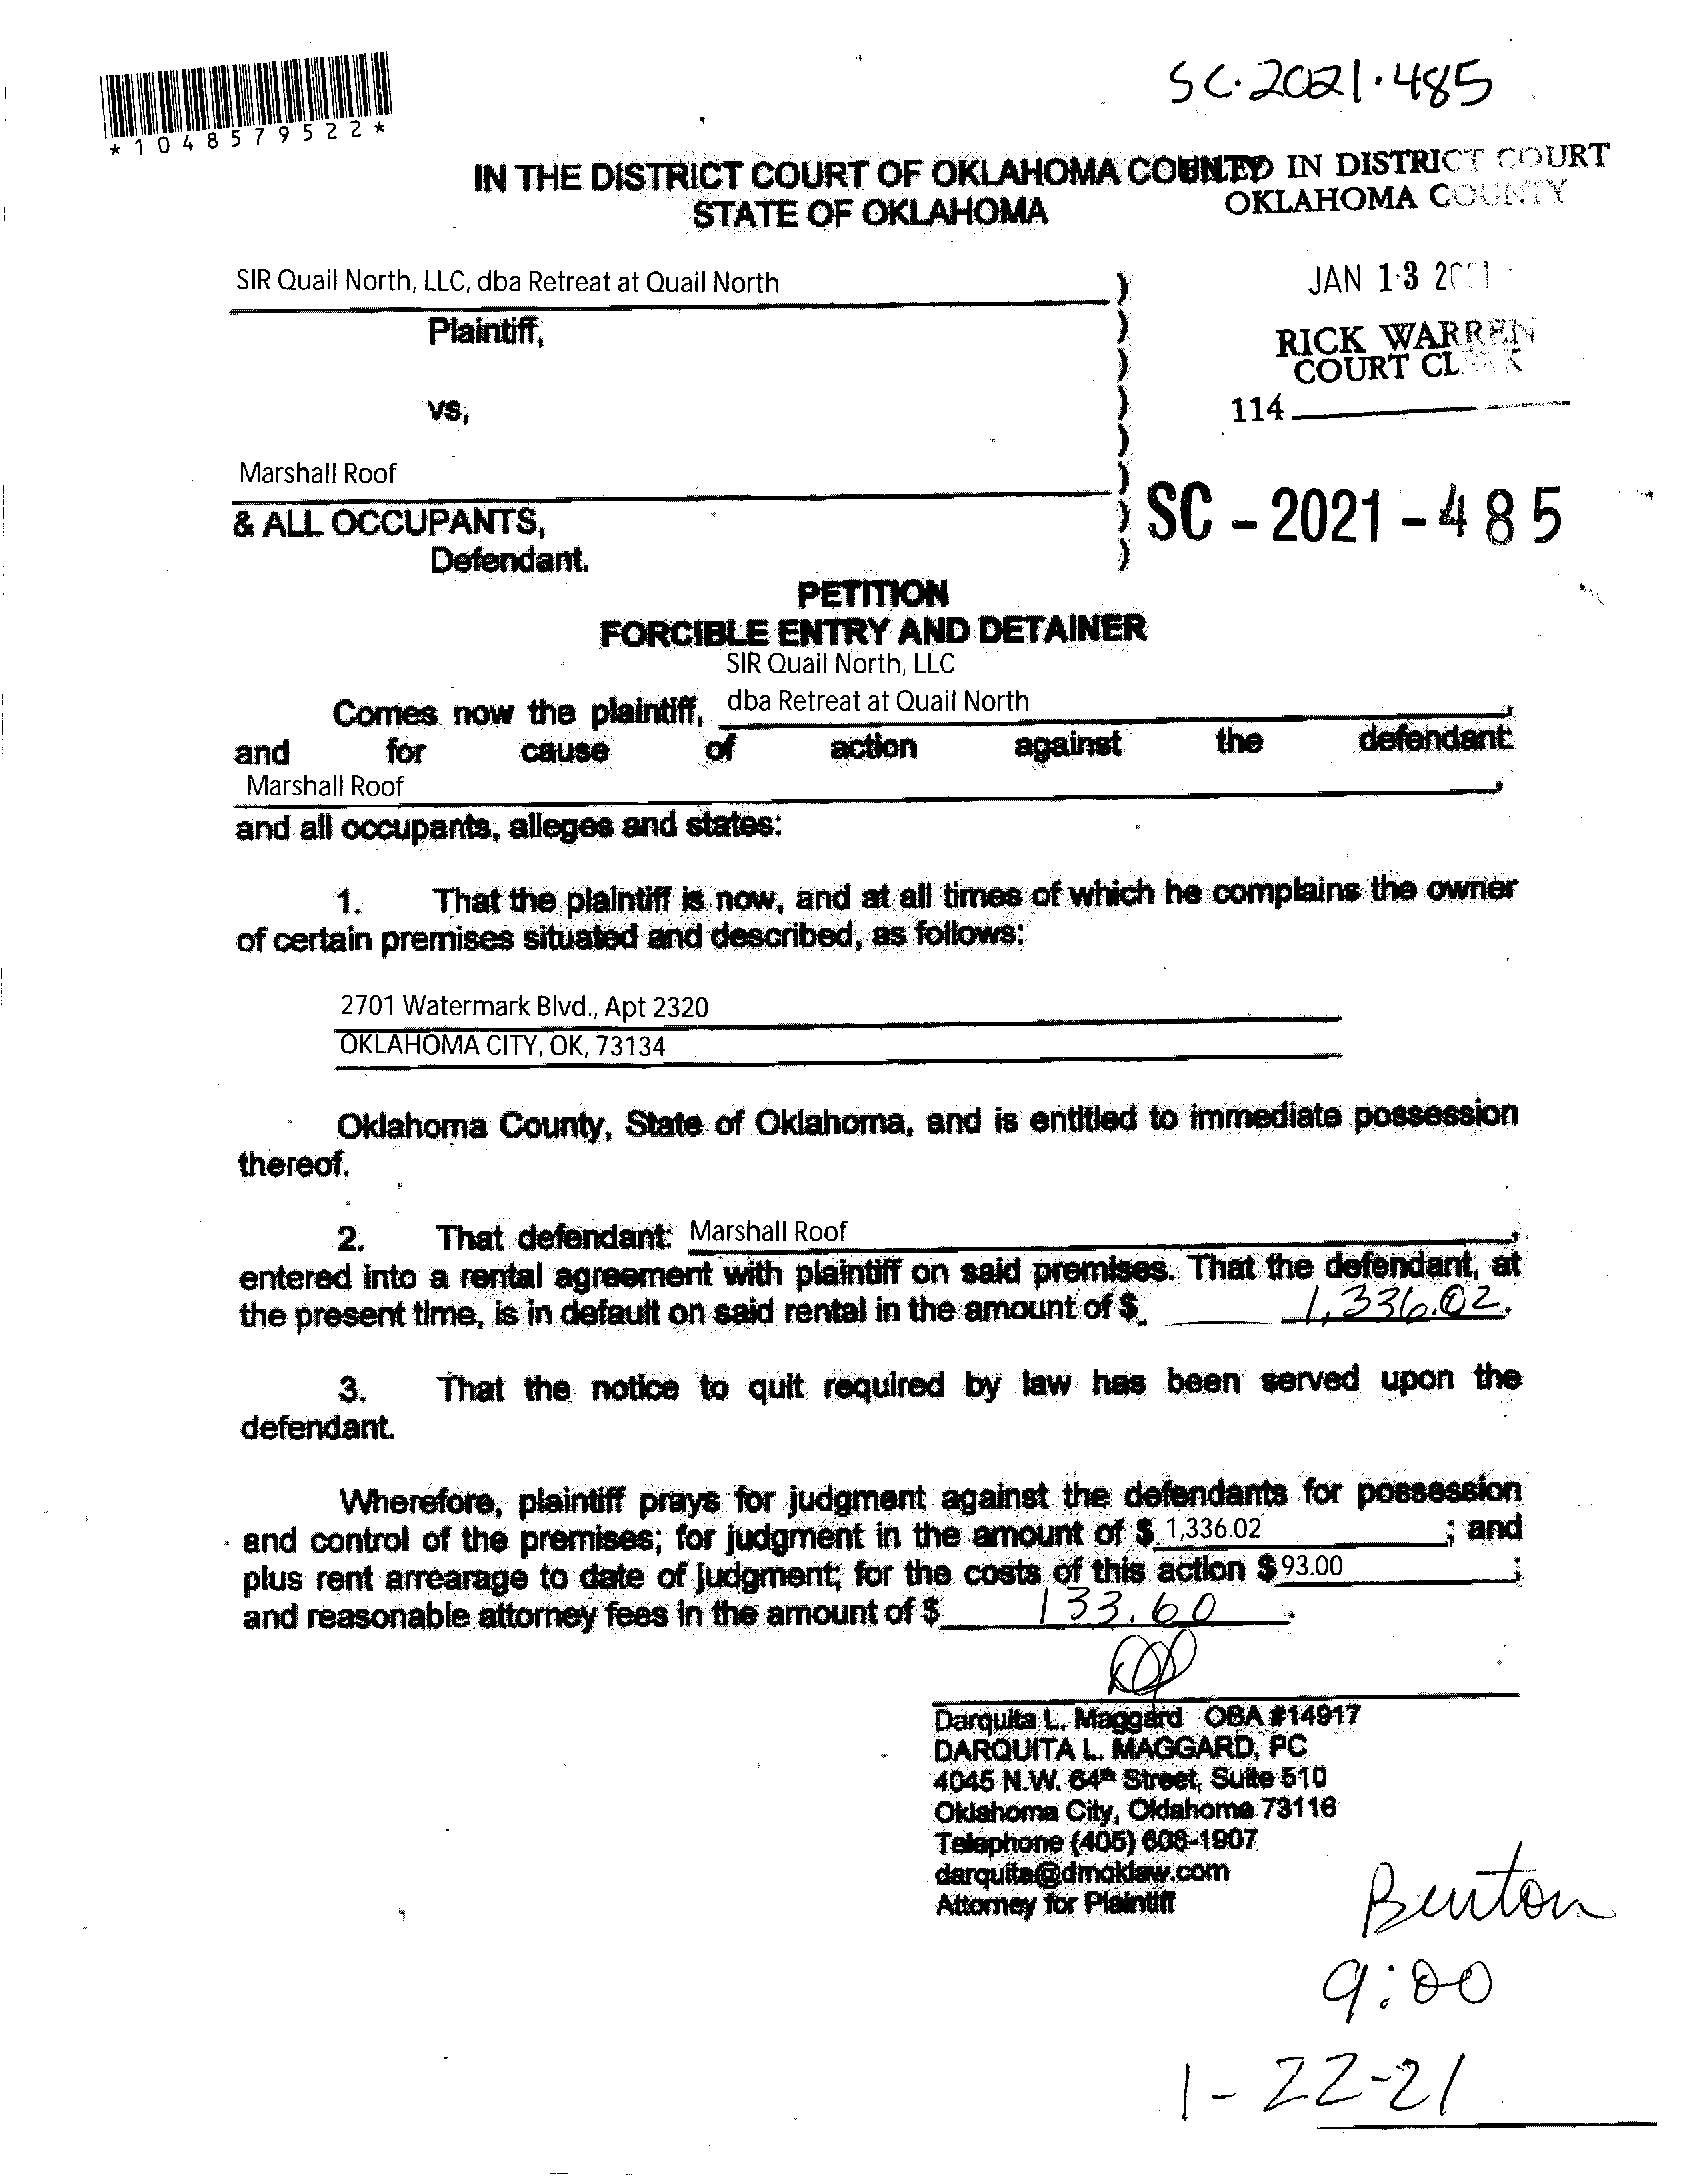 SC-2021-485
*1048579522*
IN THE DISTRICT COURT OF OKLAHOMA COUNTY
STATE OF OKLAHOMA
IN DISTRICT COURT
OKLAHOMA COUNTY
SIR Quail North, LLC, dba Retreat at Quail North )
Plaintiff, )
JAN 13
RICK WARREN
COURT
114
vs, )
Marshall Roof )
& ALL OCCUPANTS, )
Defendant. )
SC - 2021 - 485
PETITION
FORCIBLE ENTRY AND DETAINER
SIR Quail North, LLC
Comes now the plaintiff, dba Retreat at Quail North,
and for cause of action against the defendant:
Marshall Roof,
and all occupants, alleges and states:
1. That the plaintiff is now, and at all times of which he complains the owner
of certain premises situated and described, as follows:
2701 Watermark Blvd., Apt 2320
OKLAHOMA CITY, OK, 73134
Oklahoma County, State of Oklahoma, and is entitled to immediate possession
thereof.
2. That defendant: Marshall Roof,
entered into a rental agreement with plaintiff on said premises. That the defendant, at
the present time, is in default on said rental in the amount of $ 1,336.02.
3. That the notice to quit required by law has been served upon the
defendant.
Wherefore, plaintiff prays for judgment against the defendants for possession
and control of the premises; for judgment in the amount of $ 1,336.02 ; and
plus rent arrearage to date of judgment; for the costs of this action $ 93.00 ;
and reasonable attorney fees in the amount of $ 133.60.
Darquita L. Maggard OBA #14917
DARQUITA L. MAGGARD, PC
4045 N.W. 64th Street, Suite 510
Oklahoma City, Oklahoma 73116
Telephone (405) 608-1907
darquita@dmoklaw.com
Attorney for Plaintiff
Benton
9:00
1-22-21